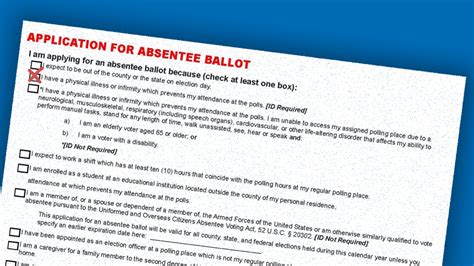 APPLICATION FOR ABSENTEE BALLOT
I am applying for an absentee ballot because (check at least one box):
I expect to be out of the county or the state on election day.
I have a physical illness or infirmity which prevents my attendance at the polls. [ID Required]
I have a physical illness or infirmity which prevents my attendance at the polls. I am unable to access my assigned polling place due to a
neurological, musculoskeletal, respiratory (including speech organs), cardiovascular, or other life-altering disorder that affects my ability to
perform manual tasks, stand for any length of time, walk unassisted, see, hear or speak and:
a) I am an elderly voter aged 65 or older; or
b) I am a voter with a disability.
[ID Not Required]
I expect to work a shift which has at least ten (10) hours that coincide with the polling hours at my regular polling place.
I am enrolled as a student at an educational institution located outside the county of my personal residence,
attendance at which prevents my attendance at the polls.
I am a member of, or a spouse or dependent of a member of, the Armed Forces of the United States or am otherwise similarly
absentee pursuant to the Uniformed and Overseas Citizens Absentee Voting Act, 52 U.S.C. § 20302. [ID Not Required]
This application for an absentee ballot will be valid for all county, state, and federal elections held during this calendar year unless you
specify an earlier expiration date here:
I have been appointed as an election officer at a polling place which is not my regular polling place.
I am a caregiver for a family member to the second degree